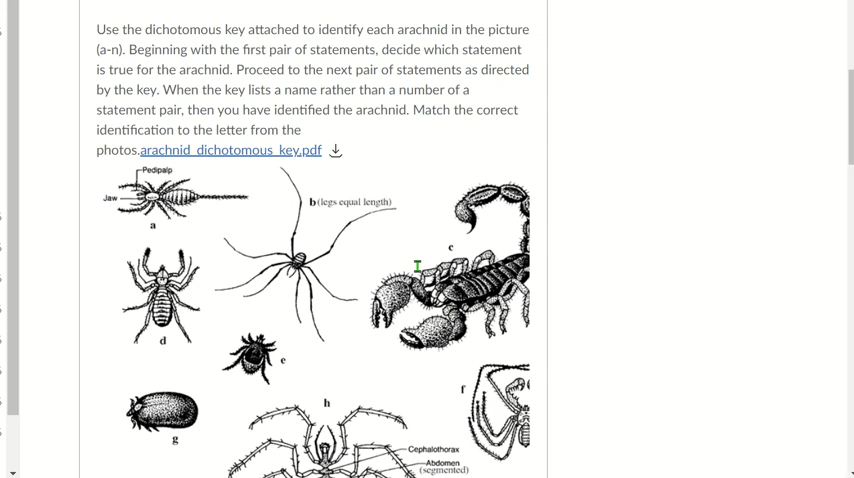 Use the dichotomous key attached to identify each arachnid in the picture
(a-n). Beginning with the first pair of statements, decide which statement
is true for the arachnid. Proceed to the next pair of statements as directed
by the key. When the key lists a name rather than a number of a
statement pair, then you have identified the arachnid. Match the correct
identification to the letter from the
photos.arachnid_dichotomous_key.pdf
Pedipalp
Jaw
a
b (legs equal length)
c
d
e
f
g
h
Cephalothorax
Abdomen
(segmented)